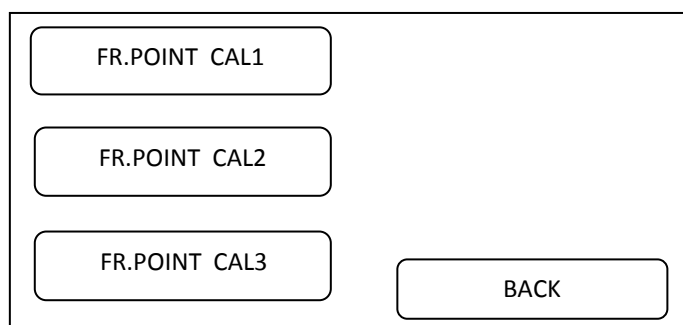 FR.POINT CAL1
FR.POINT CAL2
FR.POINT CAL3
BACK